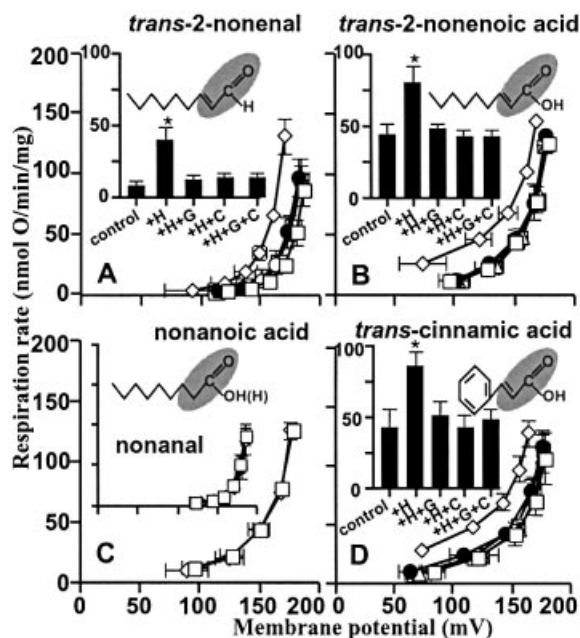 trans-2-nonenal
trans-2-nonenoic acid
Respiration rate (nmol O/min/mg)
200
150
100
50
0
100
50
0
O
H
*
control
+H
+H+G
+H+C
+H+G+C
A
100
50
0
O
OH
*
control
+H
+H+G
+H+C
+H+G+C
B
nonanoic acid
trans-cinnamic acid
200
150
100
50
0
O
OH(H)
nonanal
C
0
50
100
150
200
100
50
0
O
OH
*
control
+H
+H+G
+H+C
+H+G+C
D
0
50
100
150
200
Membrane potential (mV)